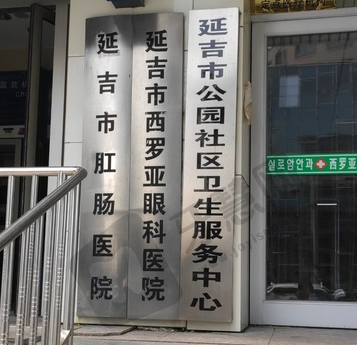 延吉市肛肠医院
延吉市西罗亚眼科医院
延吉市公园社区卫生服务中心
실로암안과 西罗亚